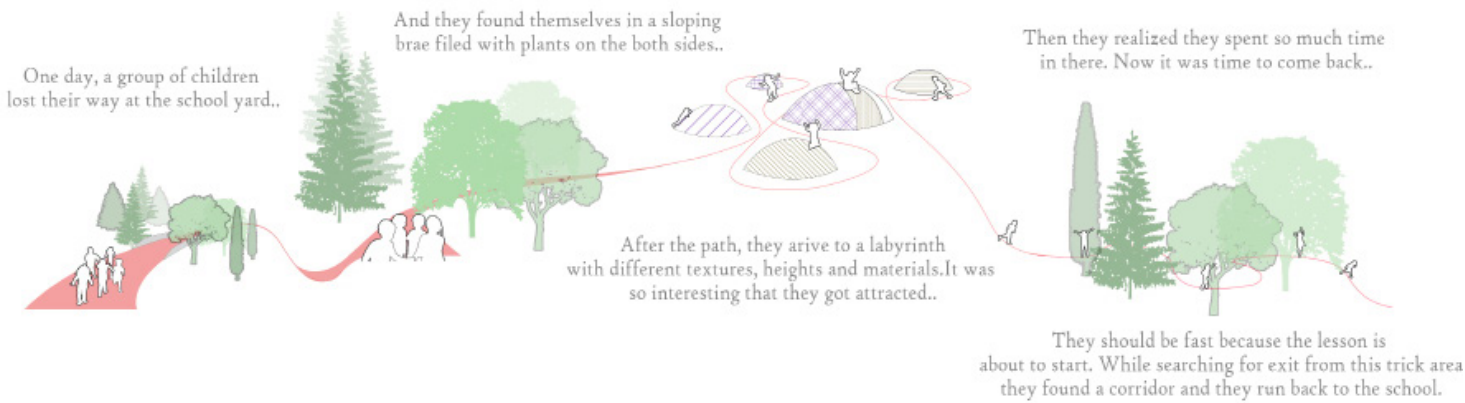 One day, a group of children
lost their way at the school yard..
And they found themselves in a sloping
brae filed with plants on the both sides..
After the path, they arive to a labyrinth
with different textures, heights and materials.It was
so interesting that they got attracted..
Then they realized they spent so much time
in there. Now it was time to come back..
They should be fast because the lesson is
about to start. While searching for exit from this trick area
they found a corridor and they run back to the school.